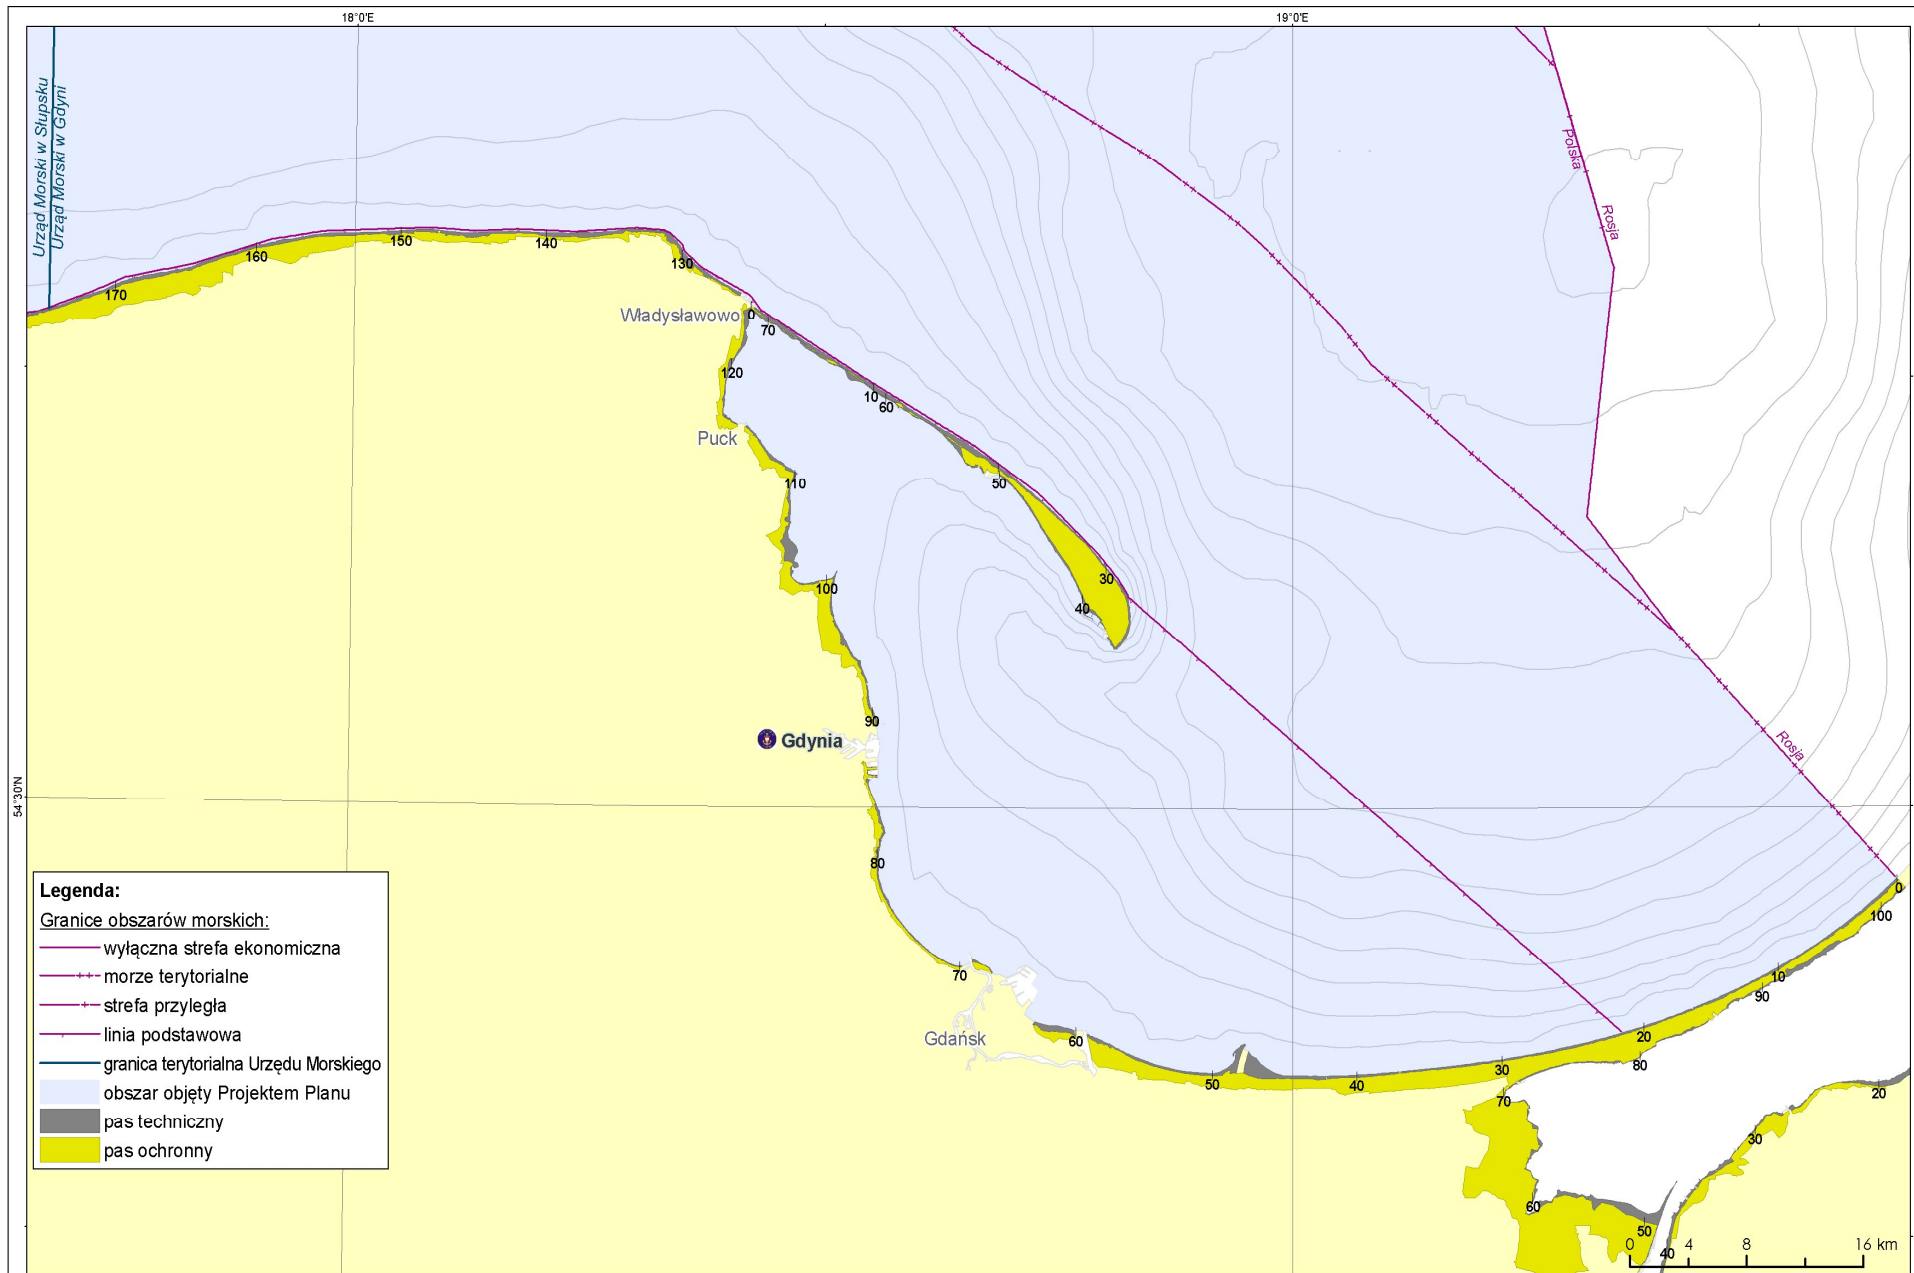 18°0'E
19°0'E
Urząd Morski w Słupsku
Urząd Morski w Gdyni
Polska
Rosja
150
140
160
130
170
Władysławowo
0
70
120
10
60
Puck
110
50
30
100
40
90
Gdynia
Rosja
54°30'N
80
0
100
70
10
90
Gdańsk
60
20
80
30
50
40
70
20
30
60
50
40
Legenda:
Granice obszarów morskich:
wyłączna strefa ekonomiczna
morze terytorialne
strefa przyległa
linia podstawowa
granica terytorialna Urzędu Morskiego
obszar objęty Projektem Planu
pas techniczny
pas ochronny
0 4 8 16 km